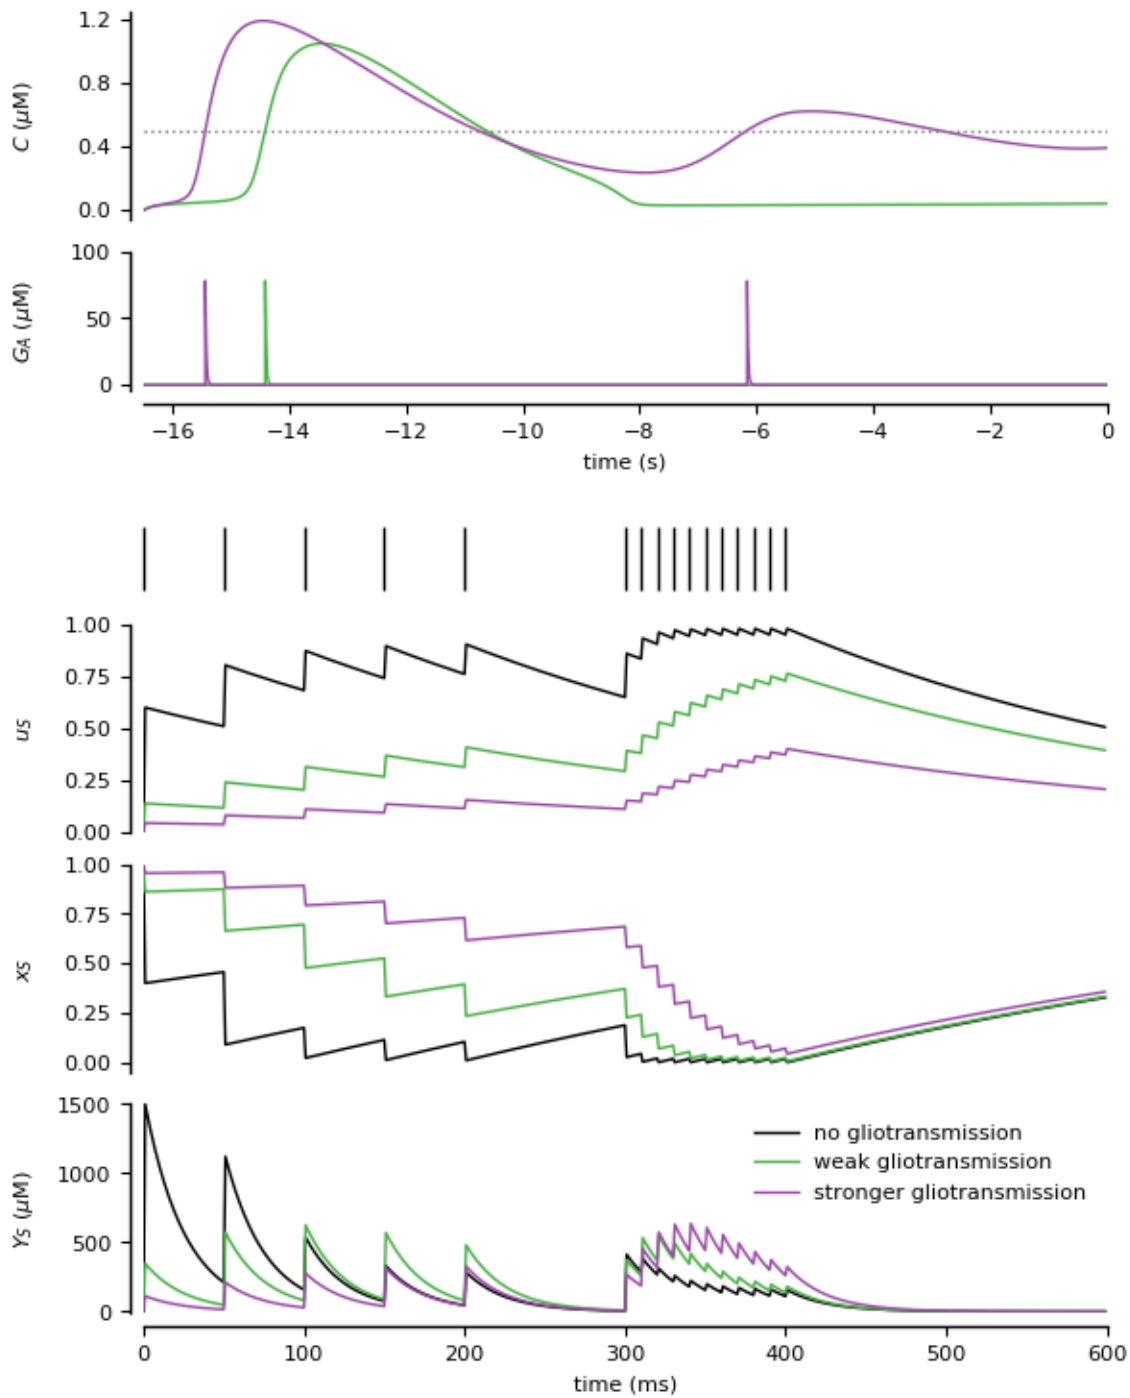 1.2
0.8
0.4
0.0
C (μM)
100
50
0
G_A (μM)
−16 −14 −12 −10 −8 −6 −4 −2 0
time (s)
1.00
0.75
0.50
0.25
0.00
u_S
1.00
0.75
0.50
0.25
0.00
x_S
1500
1000
500
0
Y_S (μM)
no gliotransmission
weak gliotransmission
stronger gliotransmission
0 100 200 300 400 500 600
time (ms)